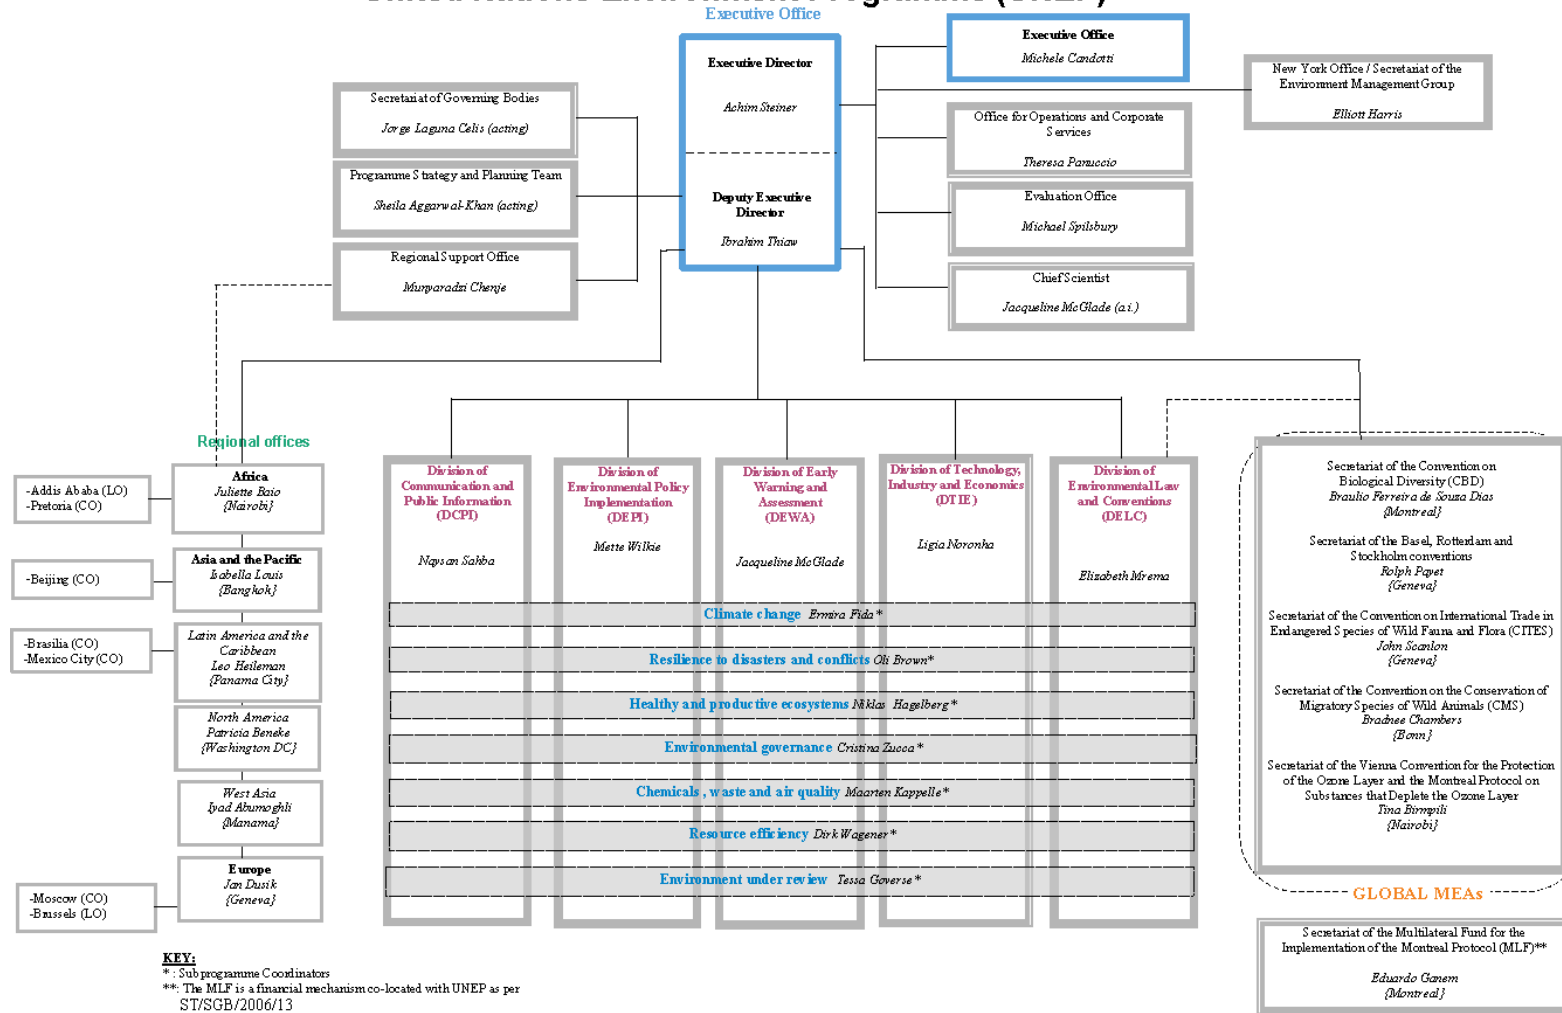 United Nations Environment Programme (UNEP)
Executive Office
Executive Director
Achim Steiner
Deputy Executive
Director
Ibrahim Thiaw
Secretariat of Governing Bodies
Jorge Laguna Celis (acting)
Programme Strategy and Planning Team
Sheila Aggarwal-Khan (acting)
Regional Support Office
Munyaradzi Chenje
Executive Office
Michele Candotti
New York Office / Secretariat of the
Environment Management Group
Elliott Harris
Office for Operations and Corporate
Services
Theresa Panuccio
Evaluation Office
Michael Spilsbury
Chief Scientist
Jacqueline McGlade (a.i.)
Regional offices
-Addis Ababa (LO)
-Pretoria (CO)
Africa
Juliette Biao
{Nairobi}
-Beijing (CO)
Asia and the Pacific
Isabella Louis
{Bangkok}
-Brasilia (CO)
-Mexico City (CO)
Latin America and the
Caribbean
Leo Heileman
{Panama City}
North America
Patricia Beneke
{Washington DC}
West Asia
Iyad Abumoghli
{Manama}
-Moscow (CO)
-Brussels (LO)
Europe
Jan Dusik
{Geneva}
Division of
Communication and
Public Information
(DCPI)
Naysan Sahba
Division of
Environmental Policy
Implementation
(DEPI)
Mette Wilkie
Division of Early
Warning and
Assessment
(DEWA)
Jacqueline McGlade
Division of Technology,
Industry and Economics
(DTIE)
Ligia Noronha
Division of
Environmental Law
and Conventions
(DELC)
Elizabeth Mrema
Climate change Ermira Fida *
Resilience to disasters and conflicts Oli Brown*
Healthy and productive ecosystems Niklas Hagelberg *
Environmental governance Cristina Zucca *
Chemicals, waste and air quality Maarten Kappelle *
Resource efficiency Dirk Wagener *
Environment under review Tessa Goverse *
Secretariat of the Convention on
Biological Diversity (CBD)
Braulio Ferreira de Souza Dias
{Montreal}
Secretariat of the Basel, Rotterdam and
Stockholm conventions
Rolph Payet
{Geneva}
Secretariat of the Convention on International Trade in
Endangered Species of Wild Fauna and Flora (CITES)
John Scanlon
{Geneva}
Secretariat of the Convention on the Conservation of
Migratory Species of Wild Animals (CMS)
Bradnee Chambers
{Bonn}
Secretariat of the Vienna Convention for the Protection
of the Ozone Layer and the Montreal Protocol on
Substances that Deplete the Ozone Layer
Tina Birmpili
{Nairobi}
GLOBAL MEAs
Secretariat of the Multilateral Fund for the
Implementation of the Montreal Protocol (MLF)**
Eduardo Ganem
{Montreal}
KEY:
* : Subprogramme Coordinators
**: The MLF is a financial mechanism co-located with UNEP as per
ST/SGB/2006/13